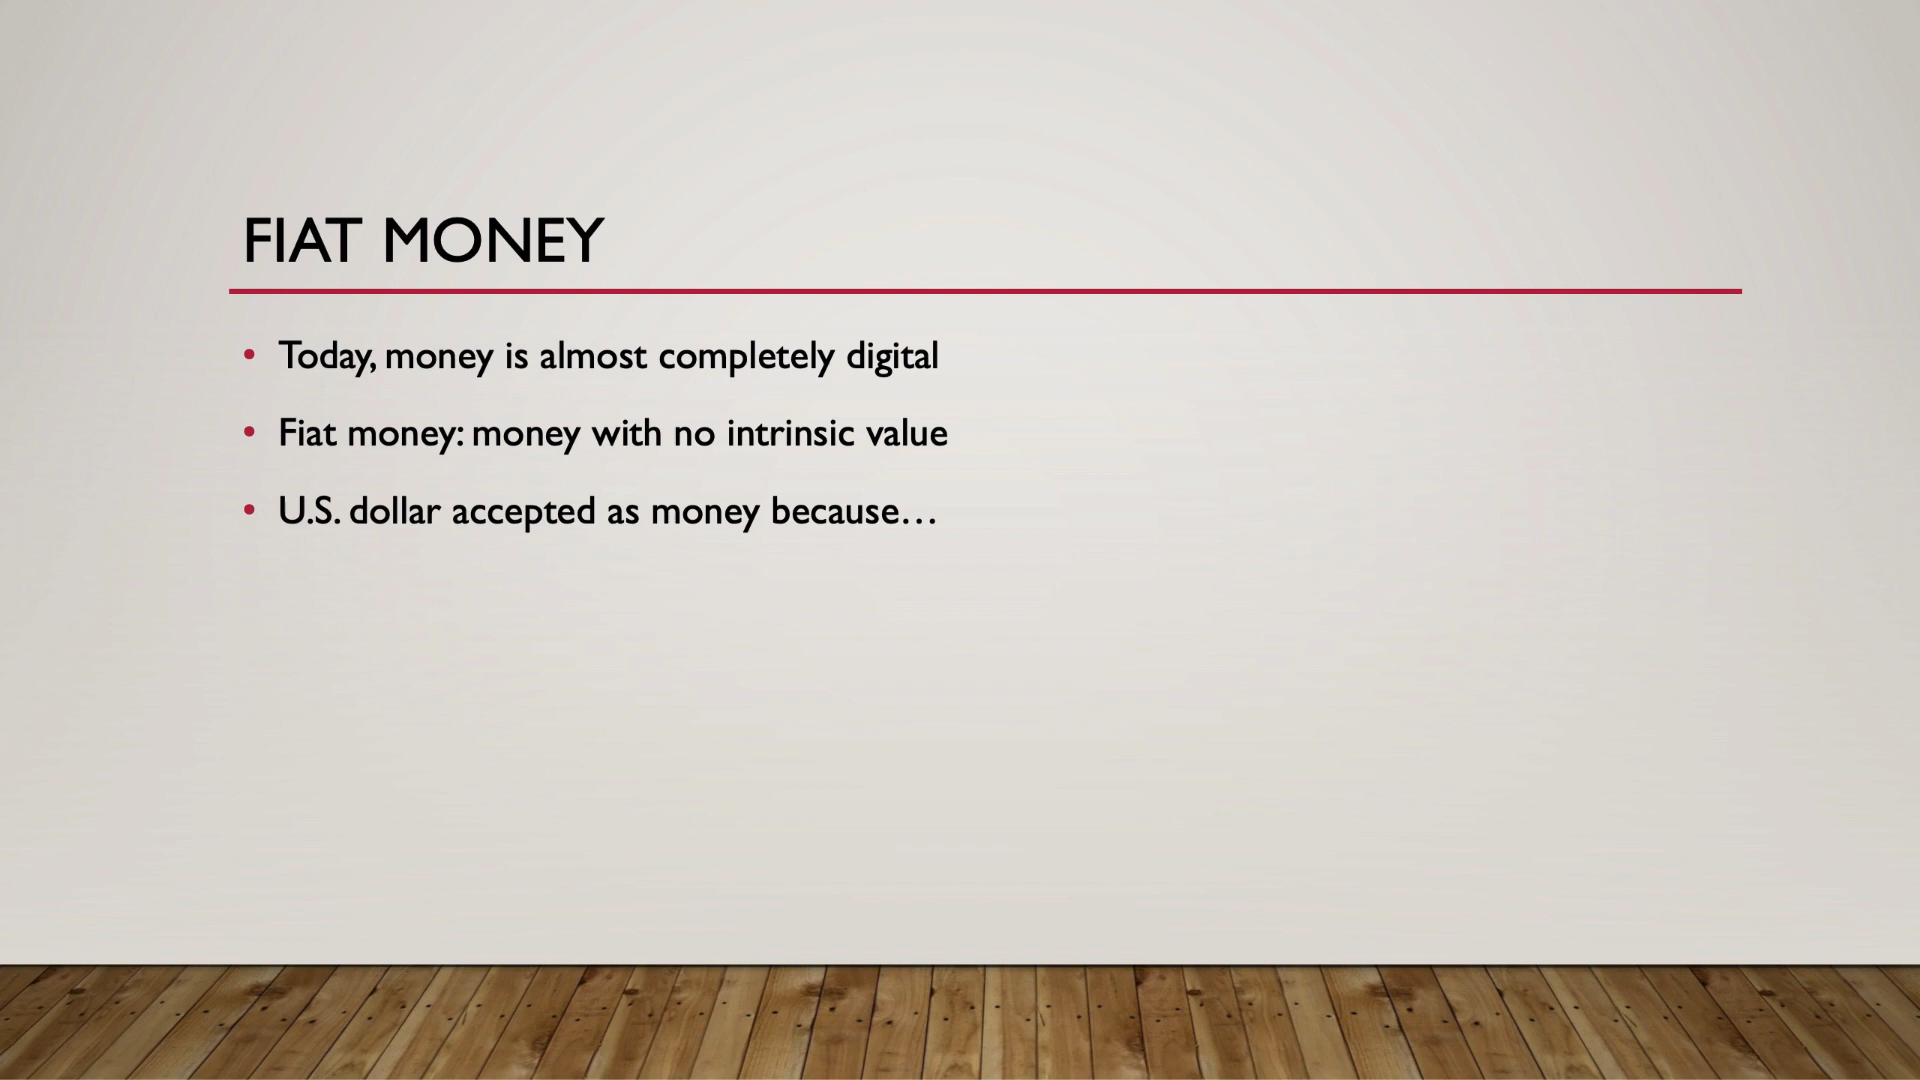 FIAT MONEY
• Today, money is almost completely digital
• Fiat money: money with no intrinsic value
• U.S. dollar accepted as money because…